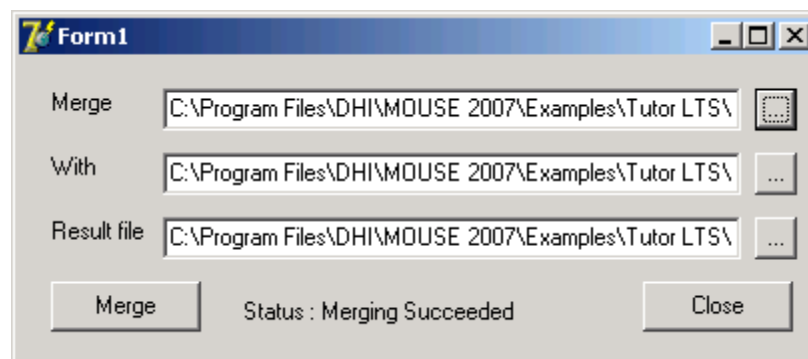 Form1
Merge C:\Program Files\DHI\MOUSE 2007\Examples\Tutor LTS\ ...
With C:\Program Files\DHI\MOUSE 2007\Examples\Tutor LTS\ ...
Result file C:\Program Files\DHI\MOUSE 2007\Examples\Tutor LTS\ ...
Merge Status : Merging Succeeded Close